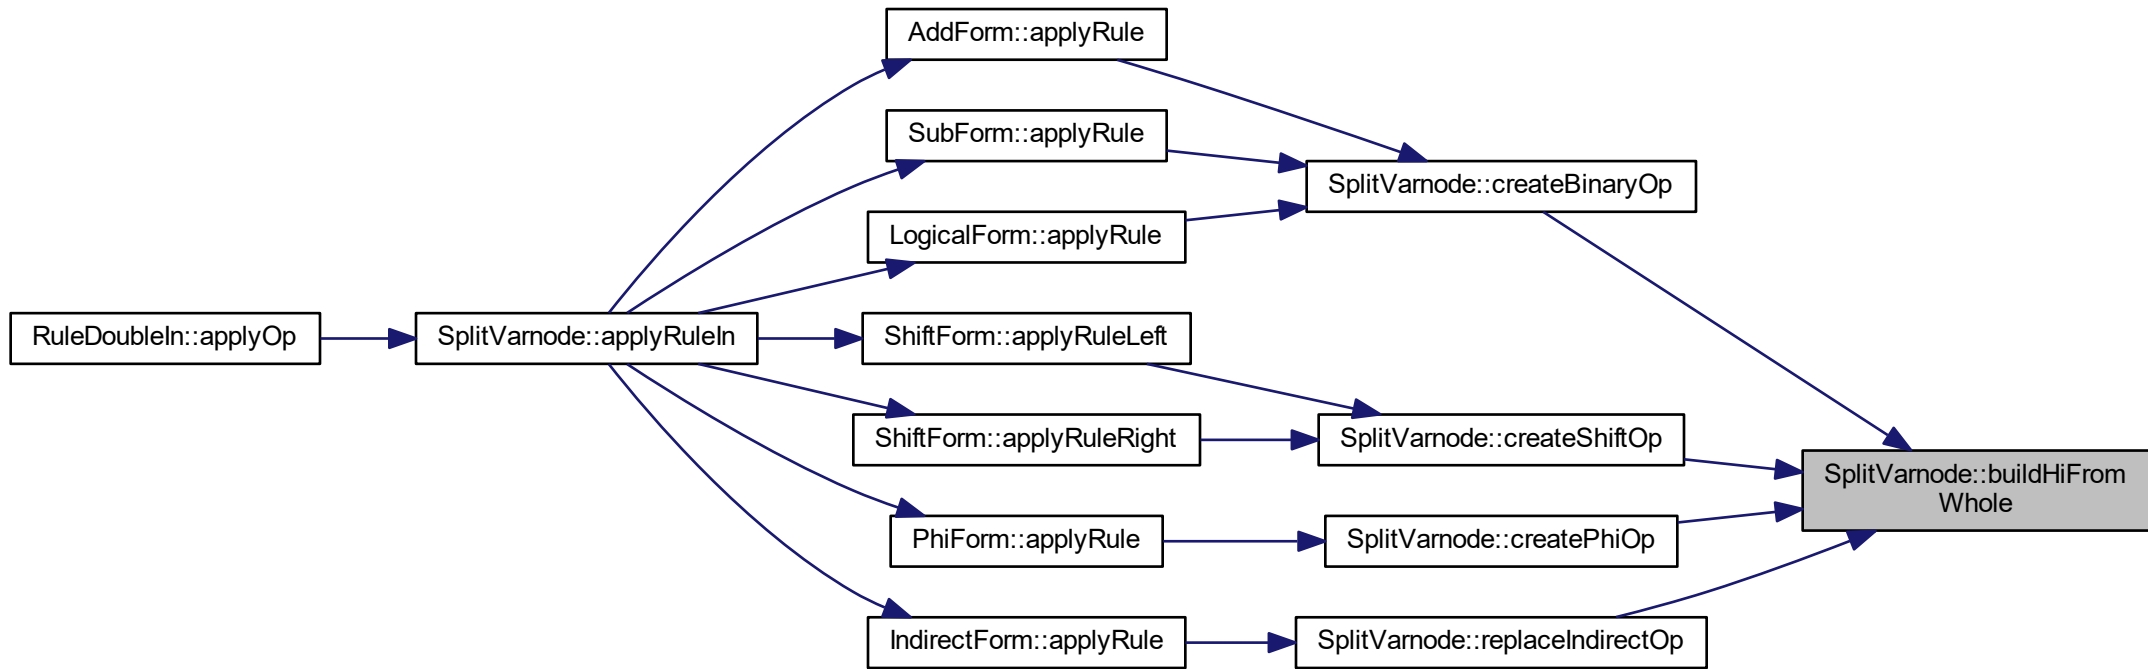 AddForm::applyRule
SubForm::applyRule
SplitVarnode::createBinaryOp
LogicalForm::applyRule
RuleDoubleIn::applyOp
SplitVarnode::applyRuleIn
ShiftForm::applyRuleLeft
ShiftForm::applyRuleRight
SplitVarnode::createShiftOp
SplitVarnode::buildHiFrom
Whole
PhiForm::applyRule
SplitVarnode::createPhiOp
IndirectForm::applyRule
SplitVarnode::replaceIndirectOp